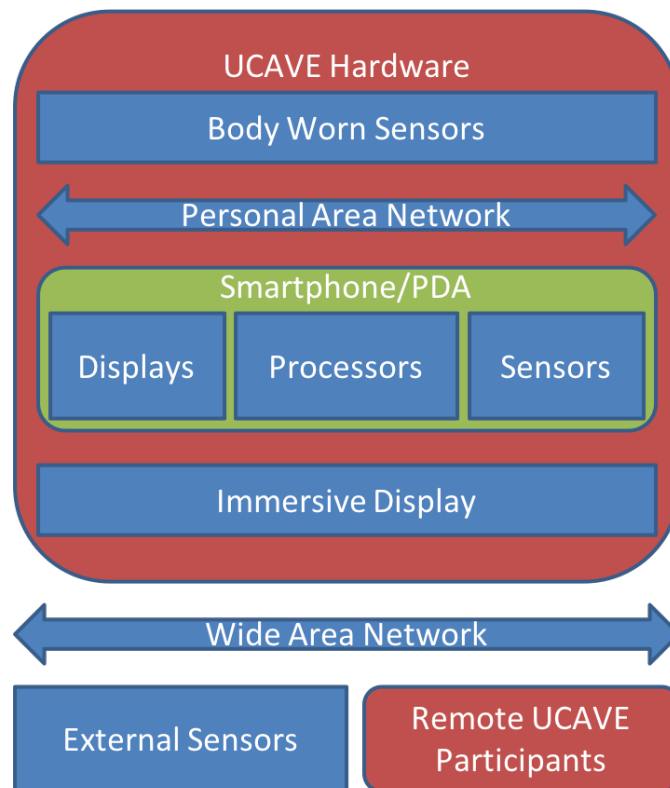 UCAVE Hardware
Body Worn Sensors
Personal Area Network
Smartphone/PDA
Displays
Processors
Sensors
Immersive Display
Wide Area Network
External Sensors
Remote UCAVE
Participants